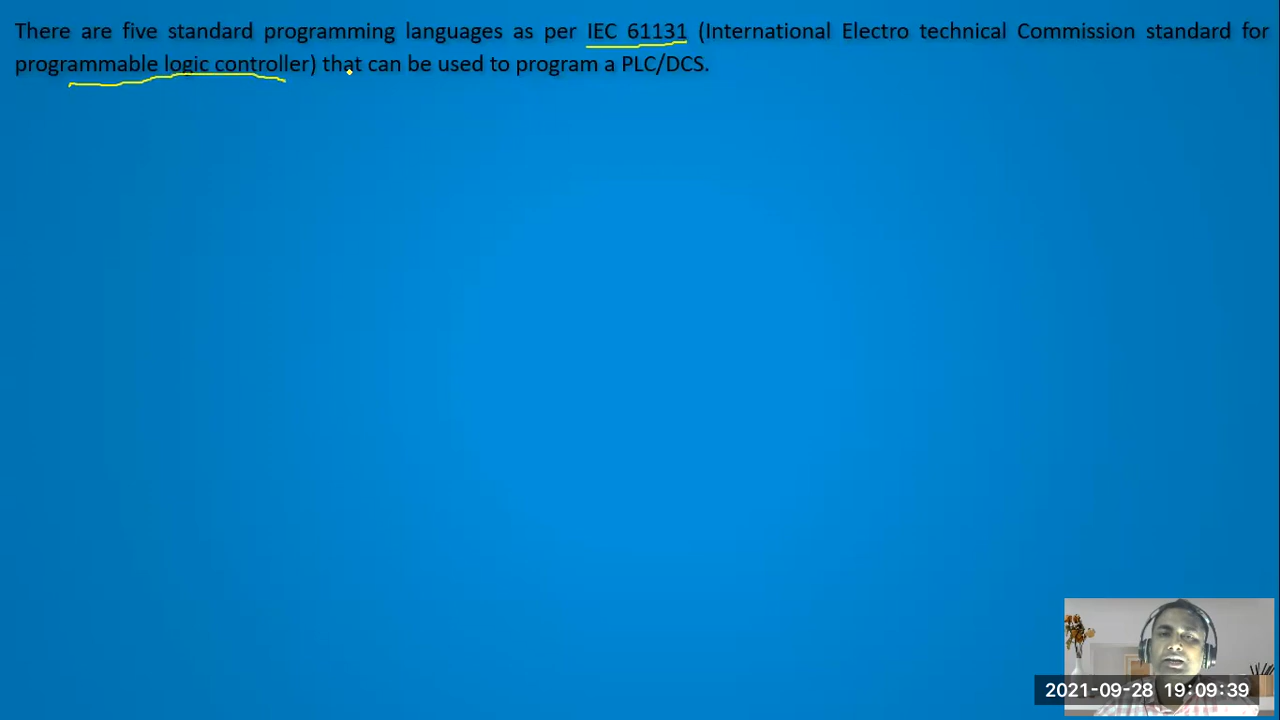 There are five standard programming languages as per IEC 61131 (International Electro technical Commission standard for
programmable logic controller) that can be used to program a PLC/DCS.
2021-09-28 19:09:39